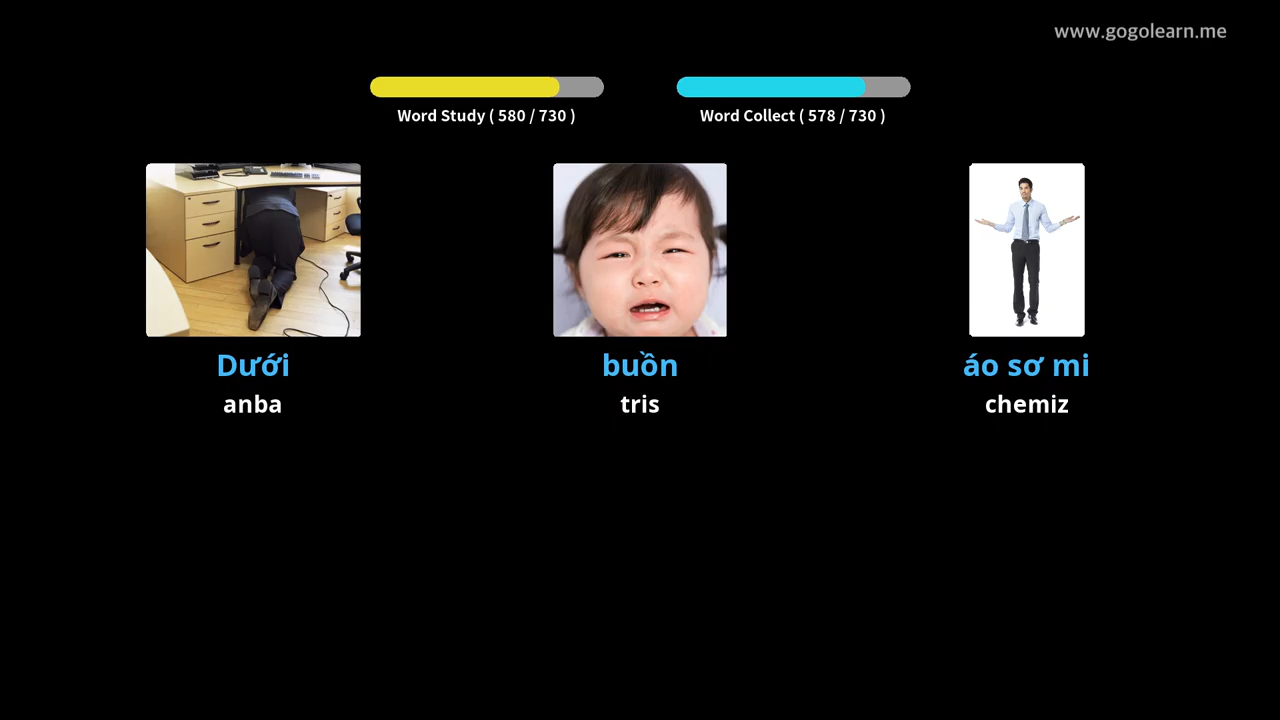 www.gogolearn.me
Word Study ( 580 / 730 )
Word Collect ( 578 / 730 )
Dưới
anba
buồn
tris
áo sơ mi
chemiz